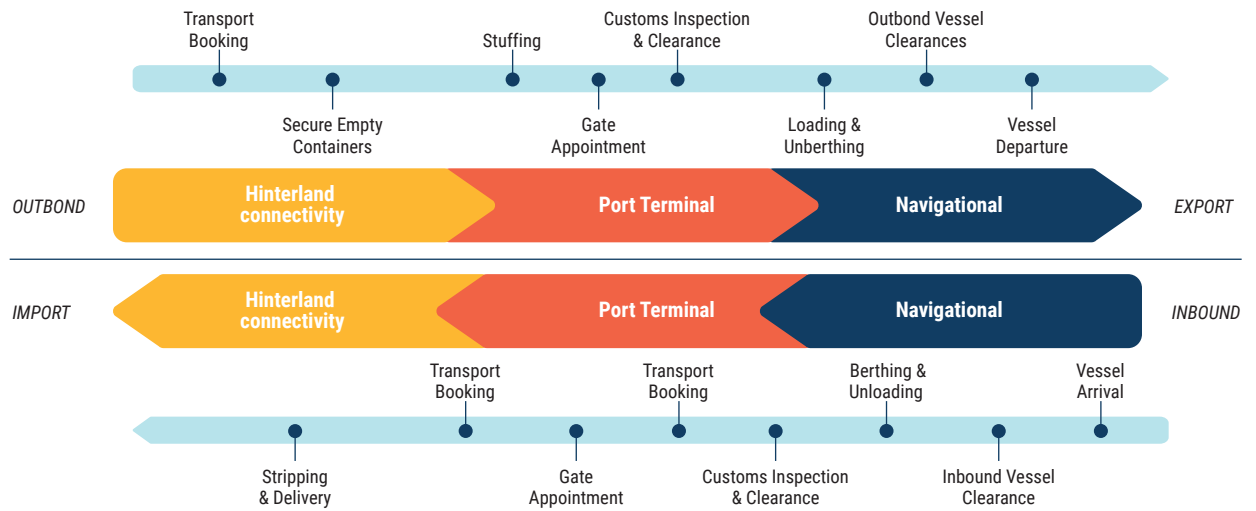 Transport
Booking
Stuffing
Customs Inspection
& Clearance
Outbond Vessel
Clearances
Secure Empty
Containers
Gate
Appointment
Loading &
Unberthing
Vessel
Departure
OUTBOND
Hinterland
connectivity
Port Terminal
Navigational
EXPORT
IMPORT
Hinterland
connectivity
Port Terminal
Navigational
INBOUND
Transport
Booking
Transport
Booking
Berthing &
Unloading
Vessel
Arrival
Stripping
& Delivery
Gate
Appointment
Customs Inspection
& Clearance
Inbound Vessel
Clearance